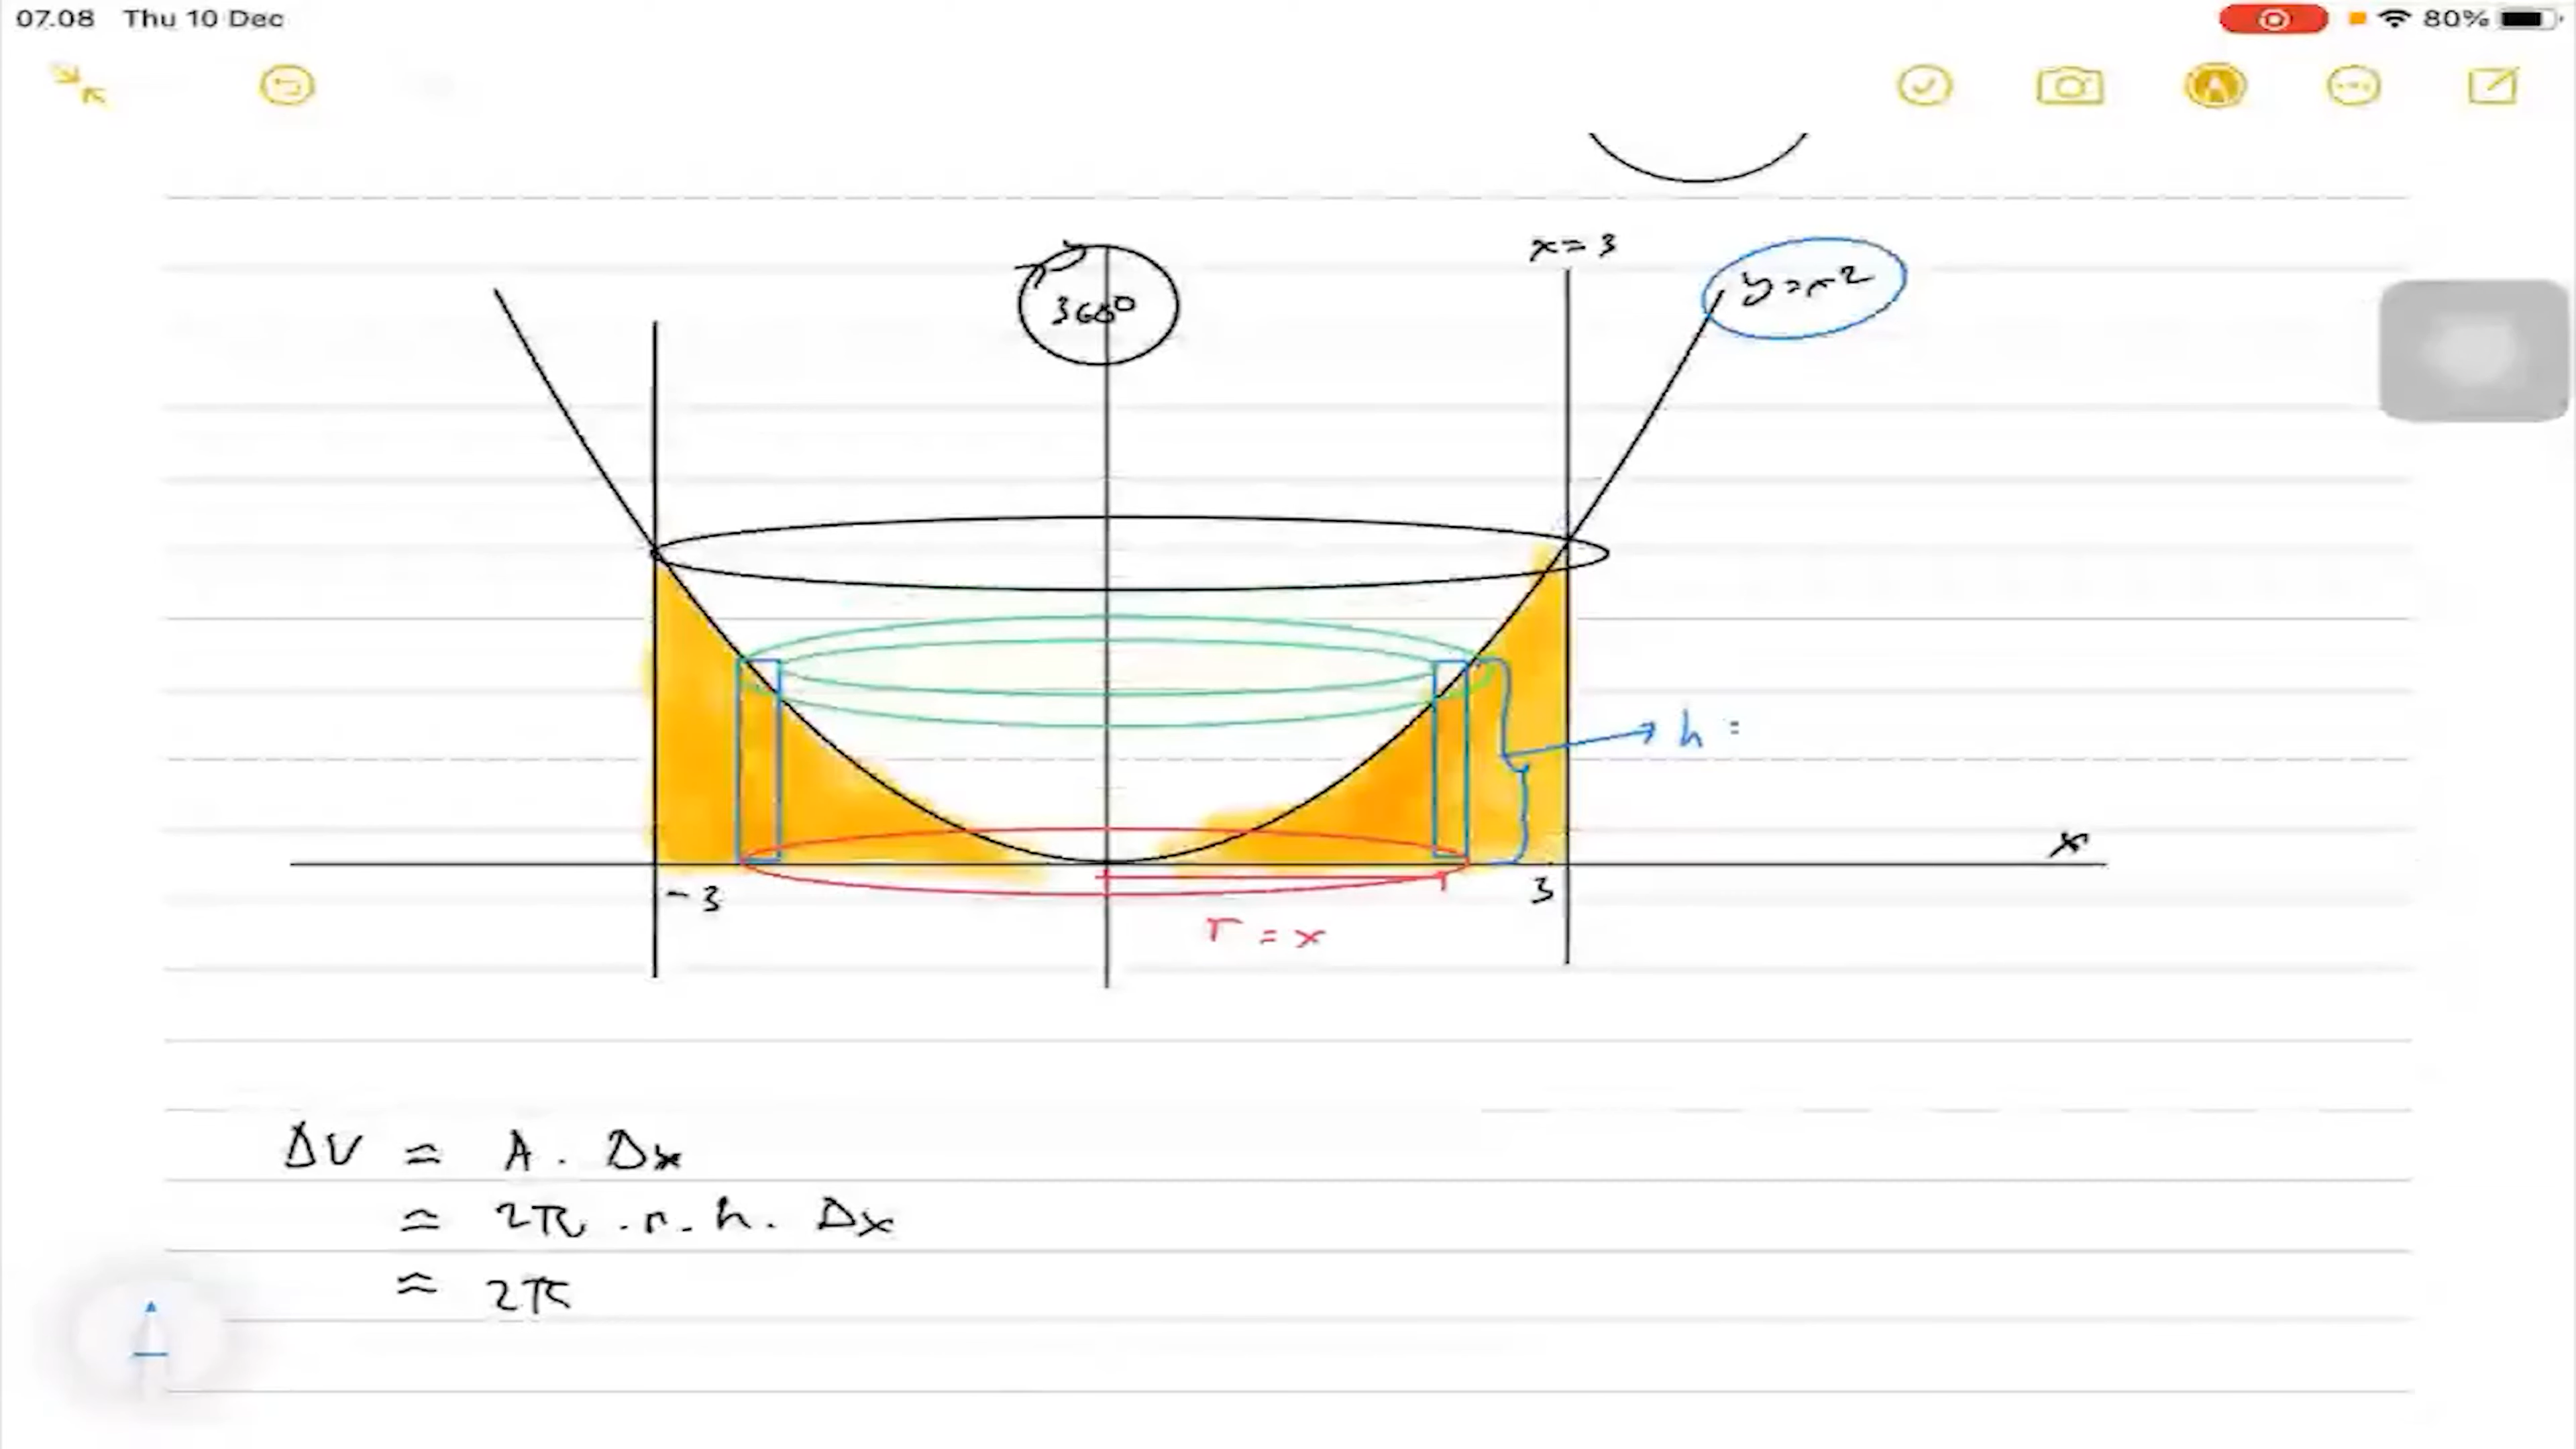 07.08 Thu 10 Dec
80%
x = 3
y = x²
360°
h =
x
-3
3
r = x
ΔV ≈ A . Δx
≈ 2π . r . h . Δx
≈ 2π